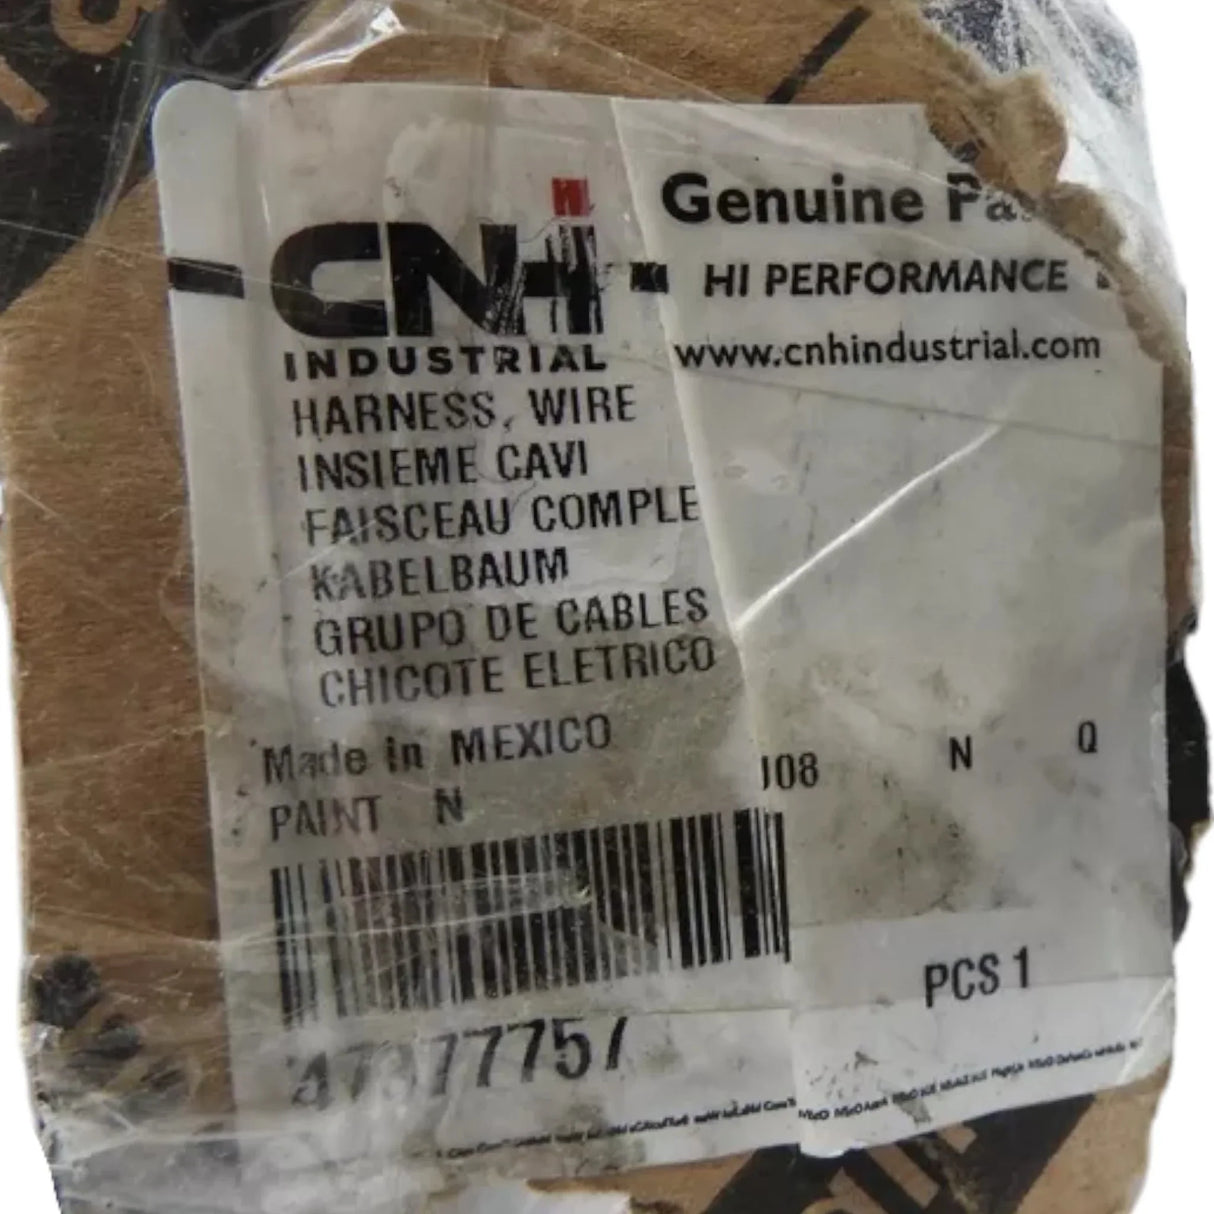 CNH
INDUSTRIAL
Genuine
HI PERFORMANCE
www.cnhindustrial.com
HARNESS, WIRE
INSIEME CAVI
FAISCEAU COMPLE
KABELBAUM
GRUPO DE CABLES
CHICOTE ELETRICO
Made in MEXICO
J08 N Q
PAINT N
PCS 1